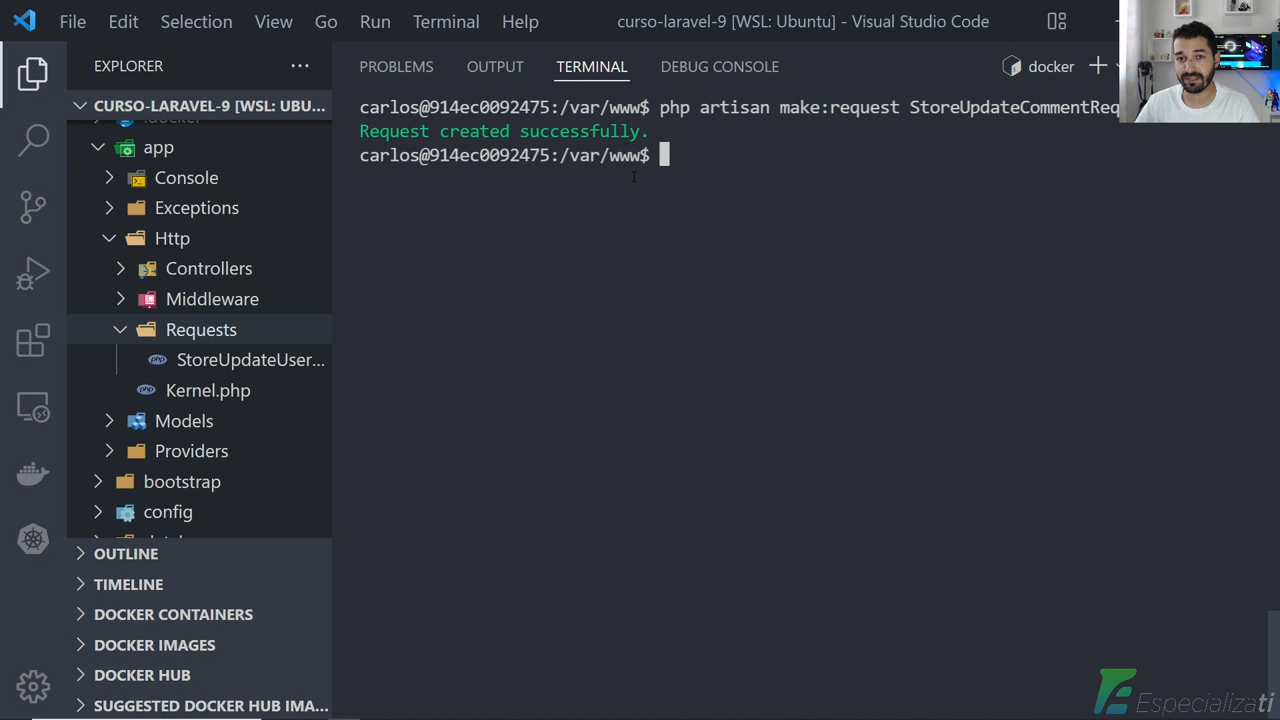 File Edit Selection View Go Run Terminal Help curso-laravel-9 [WSL: Ubuntu] - Visual Studio Code
EXPLORER
PROBLEMS OUTPUT TERMINAL DEBUG CONSOLE docker
CURSO-LARAVEL-9 [WSL: UBU...
.docker
app
Console
Exceptions
Http
Controllers
Middleware
Requests
StoreUpdateUser...
Kernel.php
Models
Providers
bootstrap
config
OUTLINE
TIMELINE
DOCKER CONTAINERS
DOCKER IMAGES
DOCKER HUB
SUGGESTED DOCKER HUB IMA...
carlos@914ec0092475:/var/www$ php artisan make:request StoreUpdateCommentReq
Request created successfully.
carlos@914ec0092475:/var/www$
Especializati